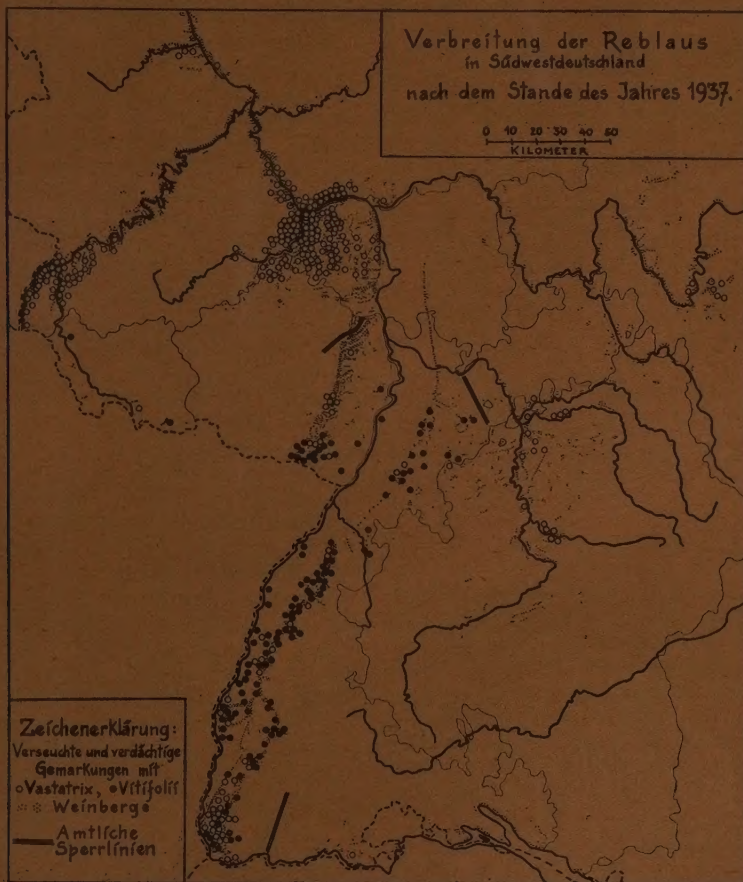 Verbreitung der Reblaus
in Südwestdeutschland
nach dem Stande des Jahres 1937.
0 10 20 30 40 50
KILOMETER
Zeichenerklärung:
Verseuchte und verdächtige
Gemarkungen mit
○Vastatrix, ●Vitifolii
Weinberge
Amtliche
Sperrlinien